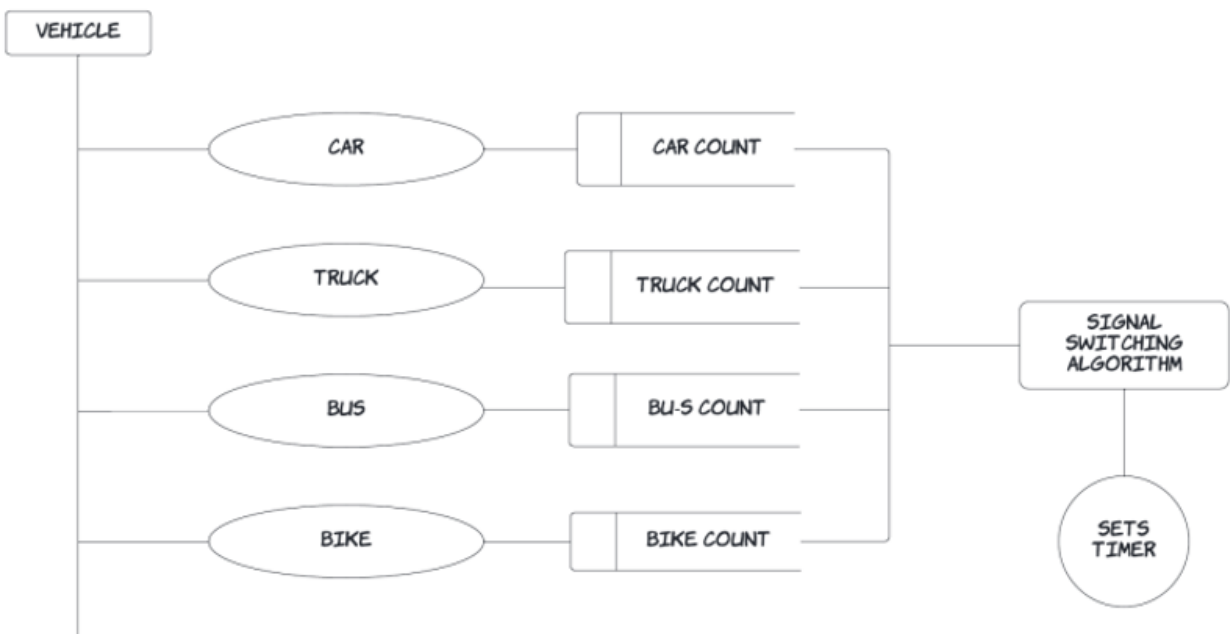 VEHICLE
CAR
CAR COUNT
TRUCK
TRUCK COUNT
BUS
BU-S COUNT
BIKE
BIKE COUNT
SIGNAL
SWITCHING
ALGORITHM
SETS
TIMER